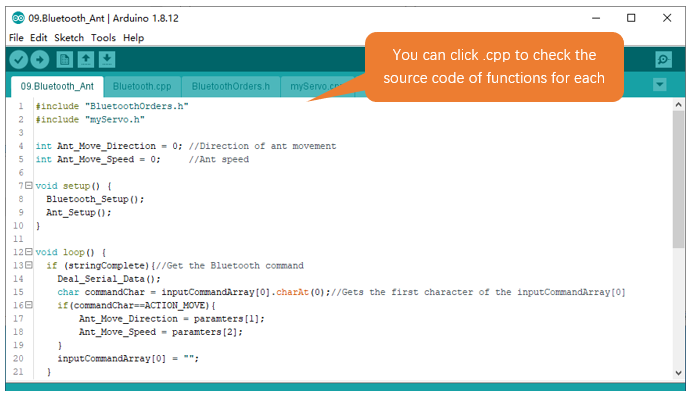 09.Bluetooth_Ant | Arduino 1.8.12
File Edit Sketch Tools Help
You can click .cpp to check the
source code of functions for each
09.Bluetooth_Ant Bluetooth.cpp BluetoothOrders.h myServo.cpp
1 #include "BluetoothOrders.h"
2 #include "myServo.h"
3
4 int Ant_Move_Direction = 0; //Direction of ant movement
5 int Ant_Move_Speed = 0; //Ant speed
6
7 void setup() {
8 Bluetooth_Setup();
9 Ant_Setup();
10 }
11
12 void loop() {
13 if (stringComplete){//Get the Bluetooth command
14 Deal_Serial_Data();
15 char commandChar = inputCommandArray[0].charAt(0);//Gets the first character of the inputCommandArray[0]
16 if(commandChar==ACTION_MOVE){
17 Ant_Move_Direction = paramters[1];
18 Ant_Move_Speed = paramters[2];
19 }
20 inputCommandArray[0] = "";
21 }